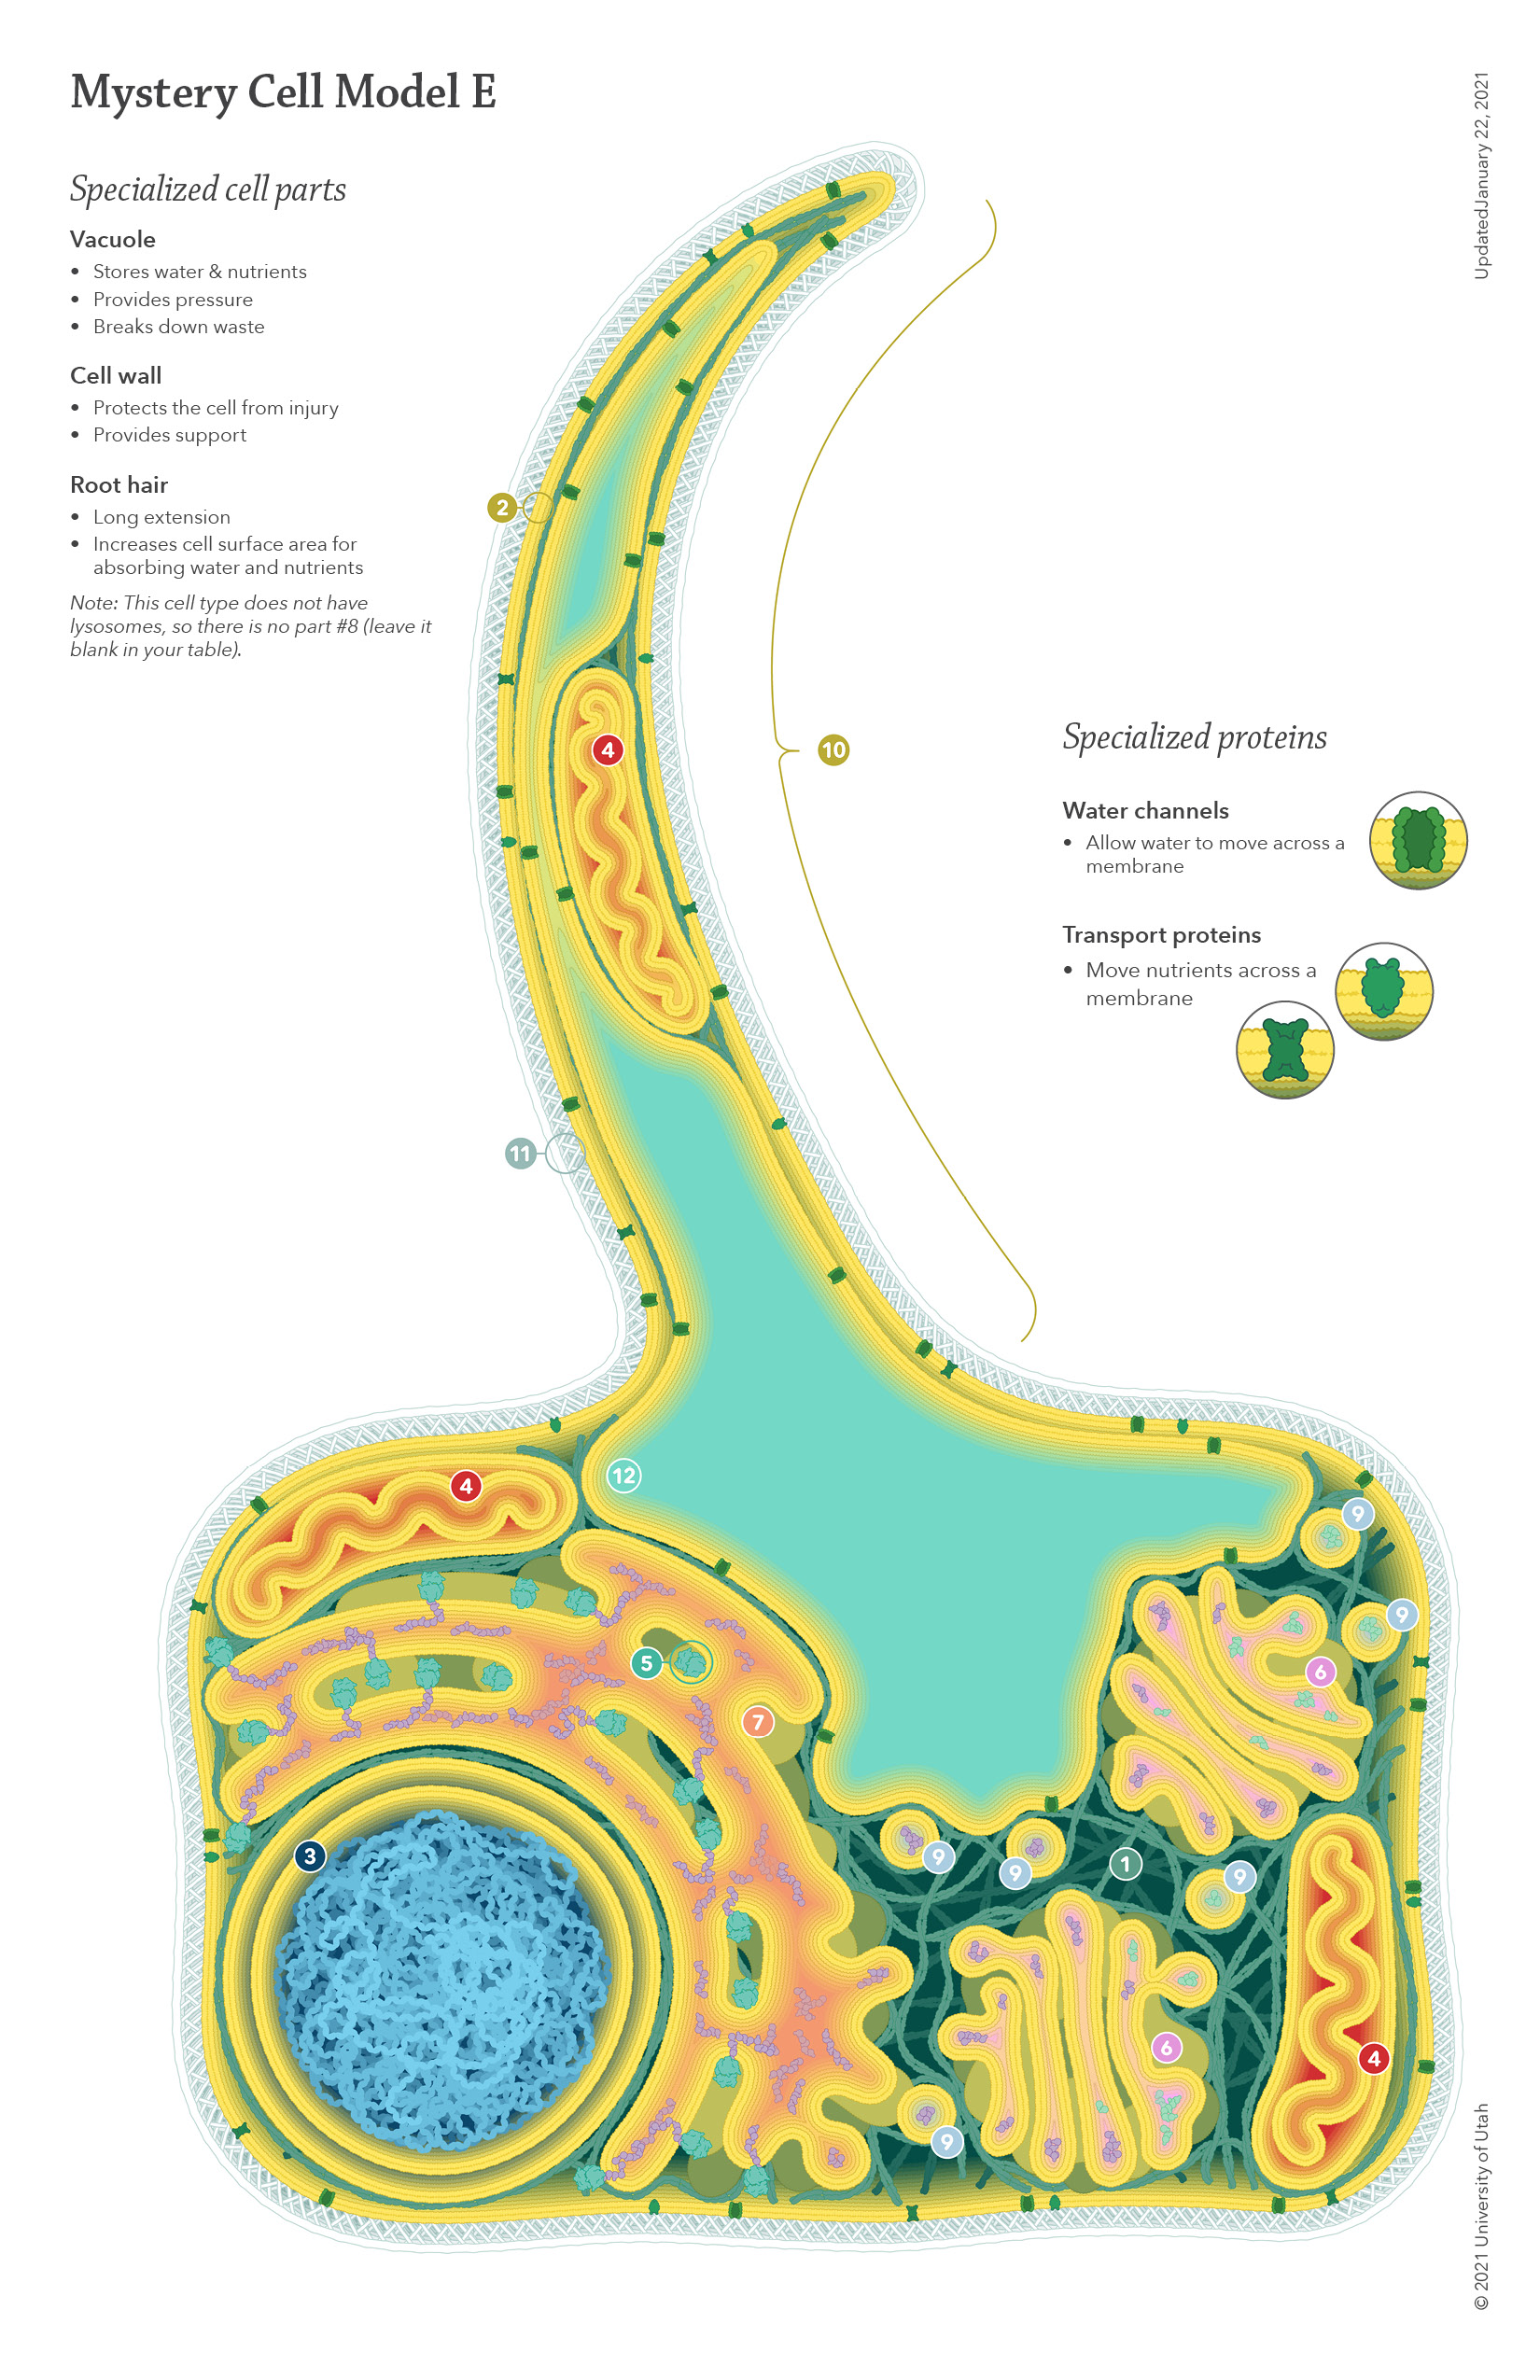 Mystery Cell Model E
UpdatedJanuary 22, 2021
Specialized cell parts
Vacuole
• Stores water & nutrients
• Provides pressure
• Breaks down waste
Cell wall
• Protects the cell from injury
• Provides support
Root hair
• Long extension
• Increases cell surface area for
absorbing water and nutrients
Note: This cell type does not have
lysosomes, so there is no part #8 (leave it
blank in your table).
2
4
10
Specialized proteins
Water channels
• Allow water to move across a
membrane
Transport proteins
• Move nutrients across a
membrane
11
12
4
9
9
5
6
7
3
9
9
1
9
6
4
9
© 2021 University of Utah